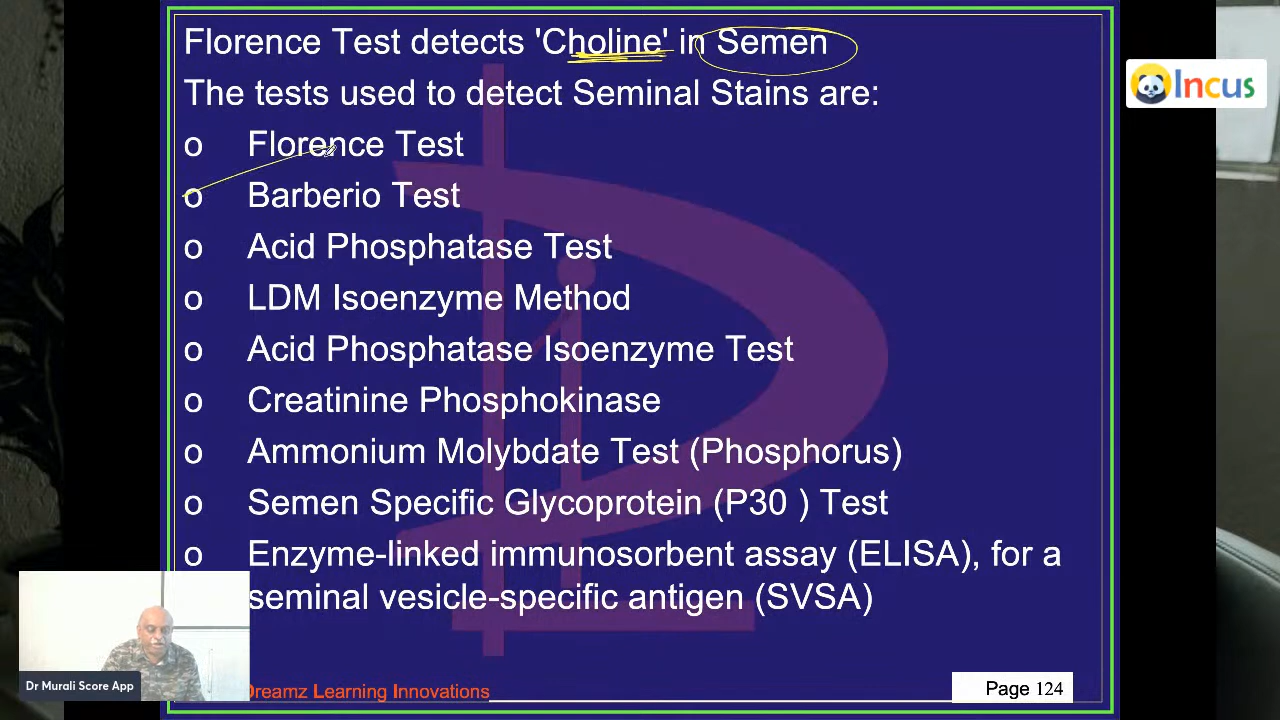 Florence Test detects 'Choline' in Semen
The tests used to detect Seminal Stains are:
o Florence Test
o Barberio Test
o Acid Phosphatase Test
o LDM Isoenzyme Method
o Acid Phosphatase Isoenzyme Test
o Creatinine Phosphokinase
o Ammonium Molybdate Test (Phosphorus)
o Semen Specific Glycoprotein (P30 ) Test
o Enzyme-linked immunosorbent assay (ELISA), for a
seminal vesicle-specific antigen (SVSA)
Incus
Dr Murali Score App
Dreamz Learning Innovations
Page 124